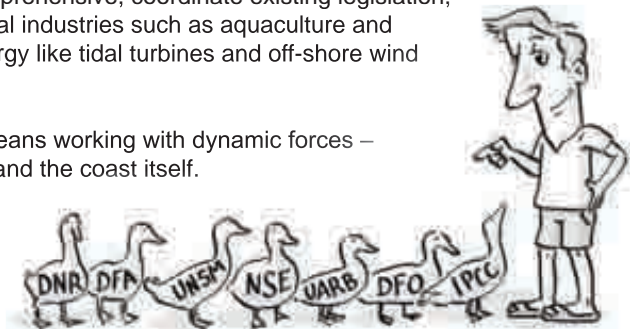 prehensive, coordinate existing legislation,
al industries such as aquaculture and
rgy like tidal turbines and off-shore wind
eans working with dynamic forces –
and the coast itself.
DNR DFA UNSM NSE UARB DFO IPCC